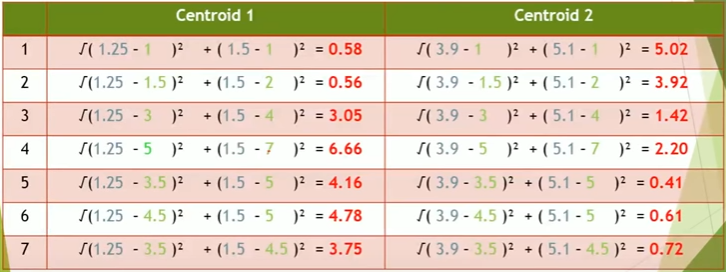 Centroid 1 Centroid 2
1 √( 1.25 - 1 )² + ( 1.5 - 1 )² = 0.58 √( 3.9 - 1 )² + ( 5.1 - 1 )² = 5.02
2 √(1.25 - 1.5 )² + (1.5 - 2 )² = 0.56 √( 3.9 - 1.5 )² + ( 5.1 - 2 )² = 3.92
3 √(1.25 - 3 )² + (1.5 - 4 )² = 3.05 √( 3.9 - 3 )² + ( 5.1 - 4 )² = 1.42
4 √(1.25 - 5 )² + (1.5 - 7 )² = 6.66 √( 3.9 - 5 )² + ( 5.1 - 7 )² = 2.20
5 √(1.25 - 3.5 )² + (1.5 - 5 )² = 4.16 √( 3.9 - 3.5 )² + ( 5.1 - 5 )² = 0.41
6 √(1.25 - 4.5 )² + (1.5 - 5 )² = 4.78 √( 3.9 - 4.5 )² + ( 5.1 - 5 )² = 0.61
7 √(1.25 - 3.5 )² + (1.5 - 4.5 )² = 3.75 √( 3.9 - 3.5 )² + ( 5.1 - 4.5 )² = 0.72